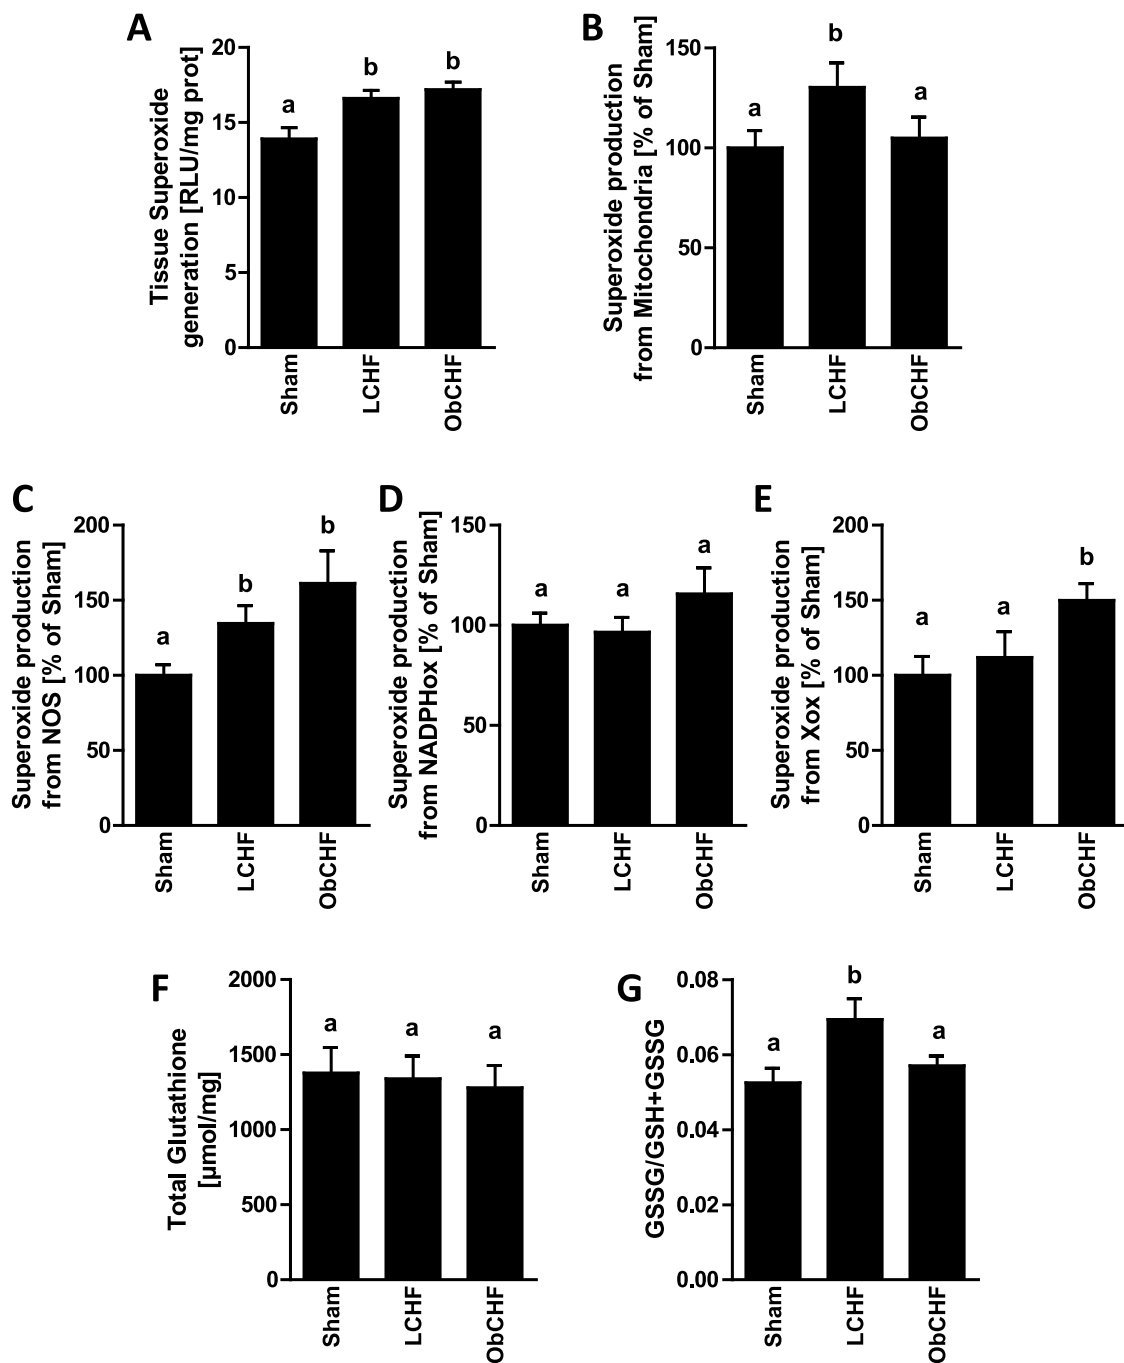 A
Tissue Superoxide
generation [RLU/mg prot]
20
15
10
5
0
a
b
b
Sham
LCHF
ObCHF
B
Superoxide production
from Mitochondria [% of Sham]
150
100
50
0
a
b
a
Sham
LCHF
ObCHF
C
Superoxide production
from NOS [% of Sham]
200
150
100
50
0
a
b
b
Sham
LCHF
ObCHF
D
Superoxide production
from NADPHox [% of Sham]
150
100
50
0
a
a
a
Sham
LCHF
ObCHF
E
Superoxide production
from Xox [% of Sham]
200
150
100
50
0
a
a
b
Sham
LCHF
ObCHF
F
Total Glutathione
[µmol/mg]
2000
1500
1000
500
0
a
a
a
Sham
LCHF
ObCHF
G
GSSG/GSH+GSSG
0.08
0.06
0.04
0.02
0.00
a
b
a
Sham
LCHF
ObCHF